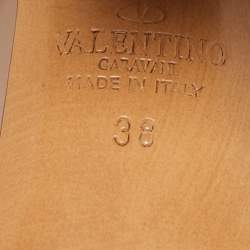 VALENTINO
GARAVANI
MADE IN ITALY
38